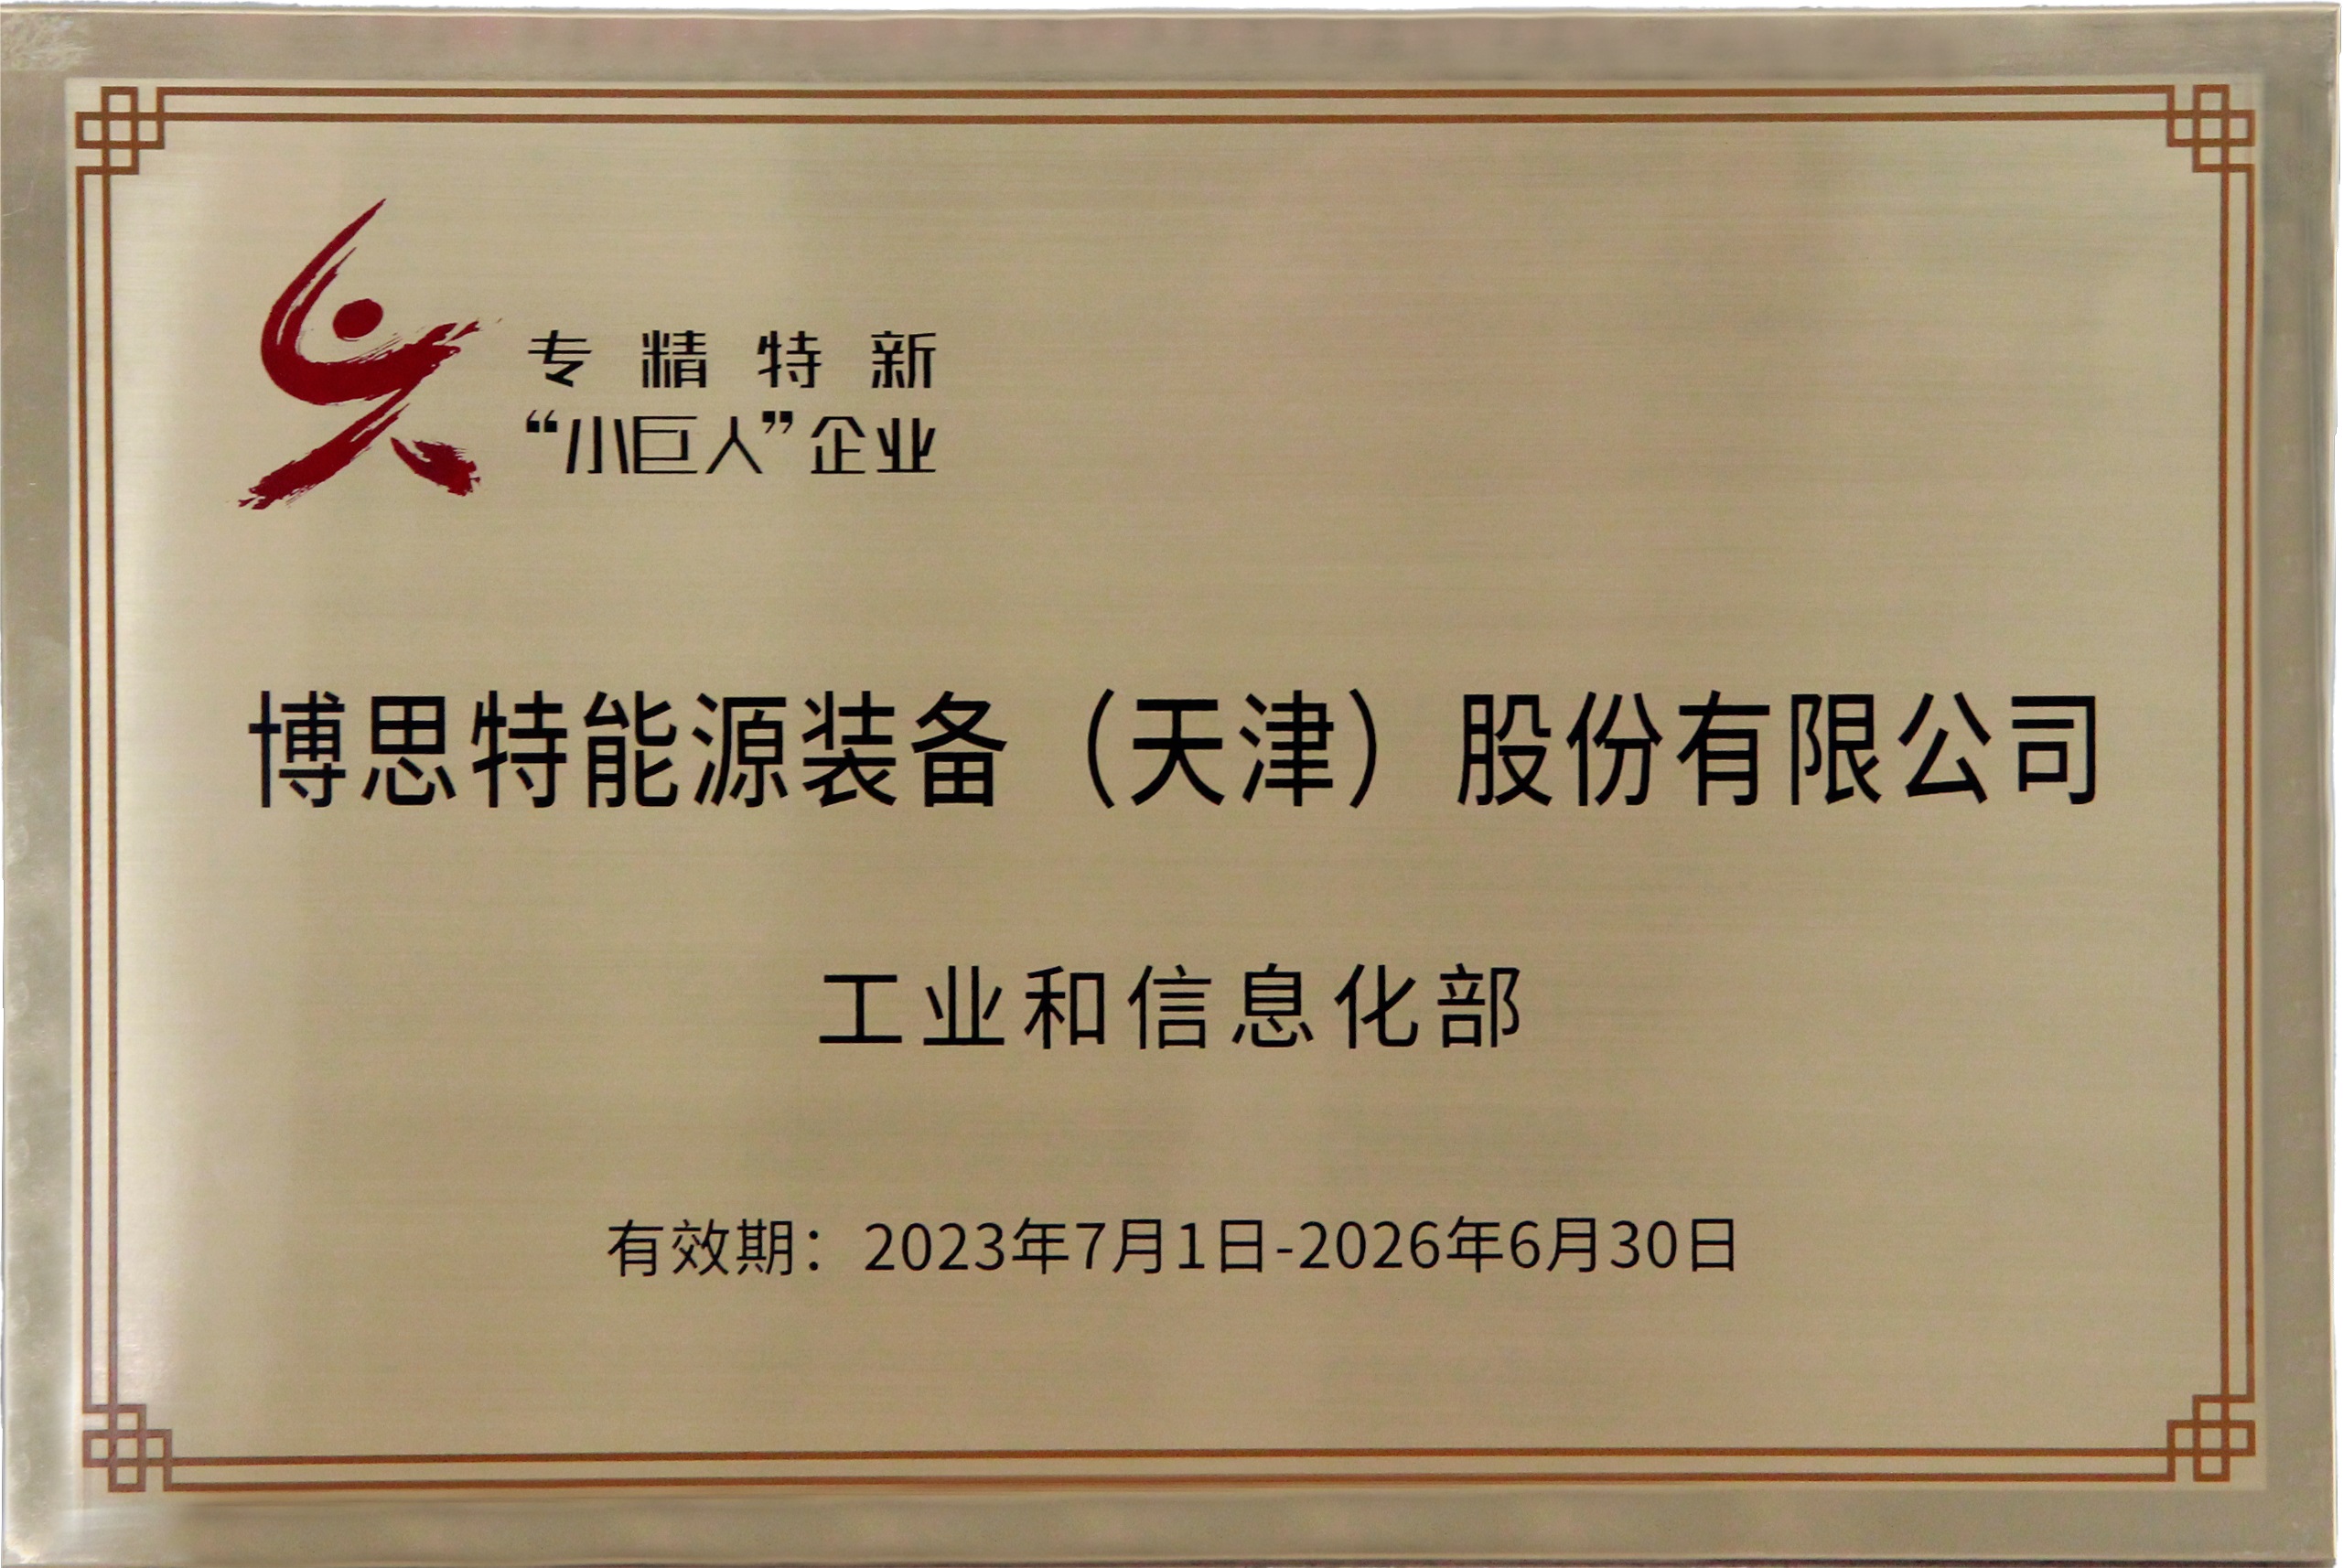 专精特新
“小巨人”企业
博思特能源装备（天津）股份有限公司
工业和信息化部
有效期：2023年7月1日-2026年6月30日